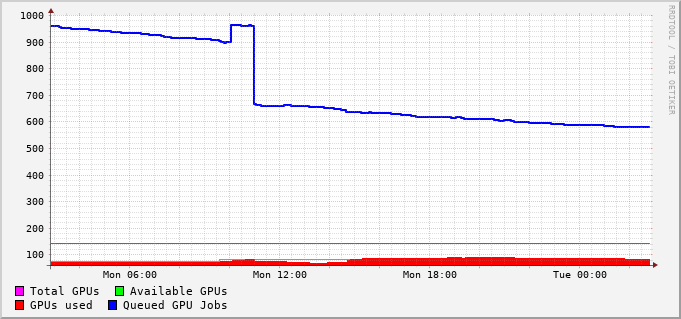 1000
900
800
700
600
500
400
300
200
100
Mon 06:00 Mon 12:00 Mon 18:00 Tue 00:00
Total GPUs Available GPUs
GPUs used Queued GPU Jobs
RRDTOOL / TOBI OETIKER